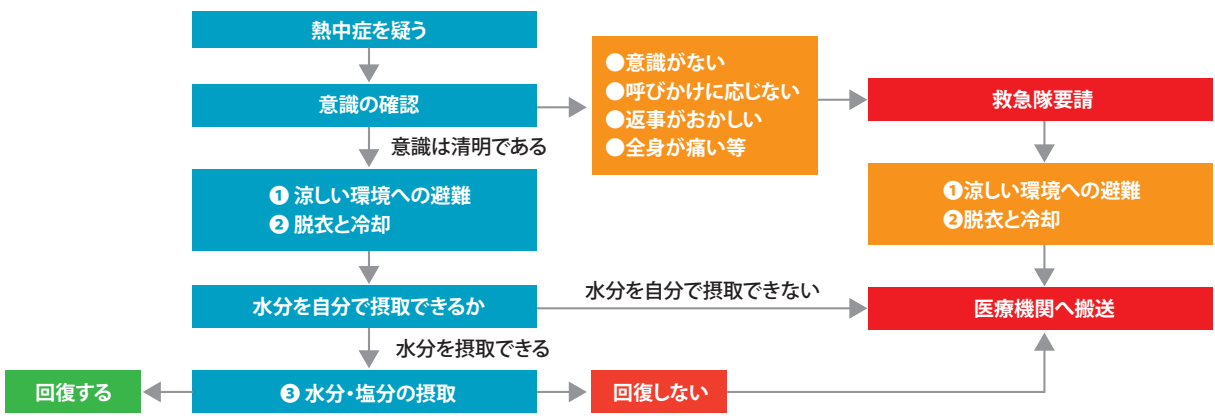 熱中症を疑う
意識の確認
●意識がない
●呼びかけに応じない
●返事がおかしい
●全身が痛い等
救急隊要請
意識は清明である
❶ 涼しい環境への避難
❷ 脱衣と冷却
❶涼しい環境への避難
❷脱衣と冷却
水分を自分で摂取できるか
水分を自分で摂取できない
医療機関へ搬送
水分を摂取できる
回復する
❸ 水分・塩分の摂取
回復しない